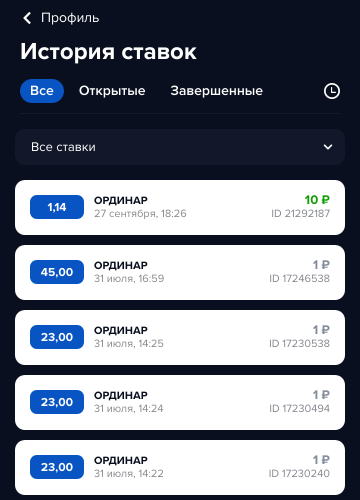 Профиль
История ставок
Все Открытые Завершенные
Все ставки
1,14 ОРДИНАР 10 ₽
27 сентября, 18:26 ID 21292187
45,00 ОРДИНАР 1 ₽
31 июля, 16:59 ID 17246538
23,00 ОРДИНАР 1 ₽
31 июля, 14:25 ID 17230538
23,00 ОРДИНАР 1 ₽
31 июля, 14:24 ID 17230494
23,00 ОРДИНАР 1 ₽
31 июля, 14:22 ID 17230240